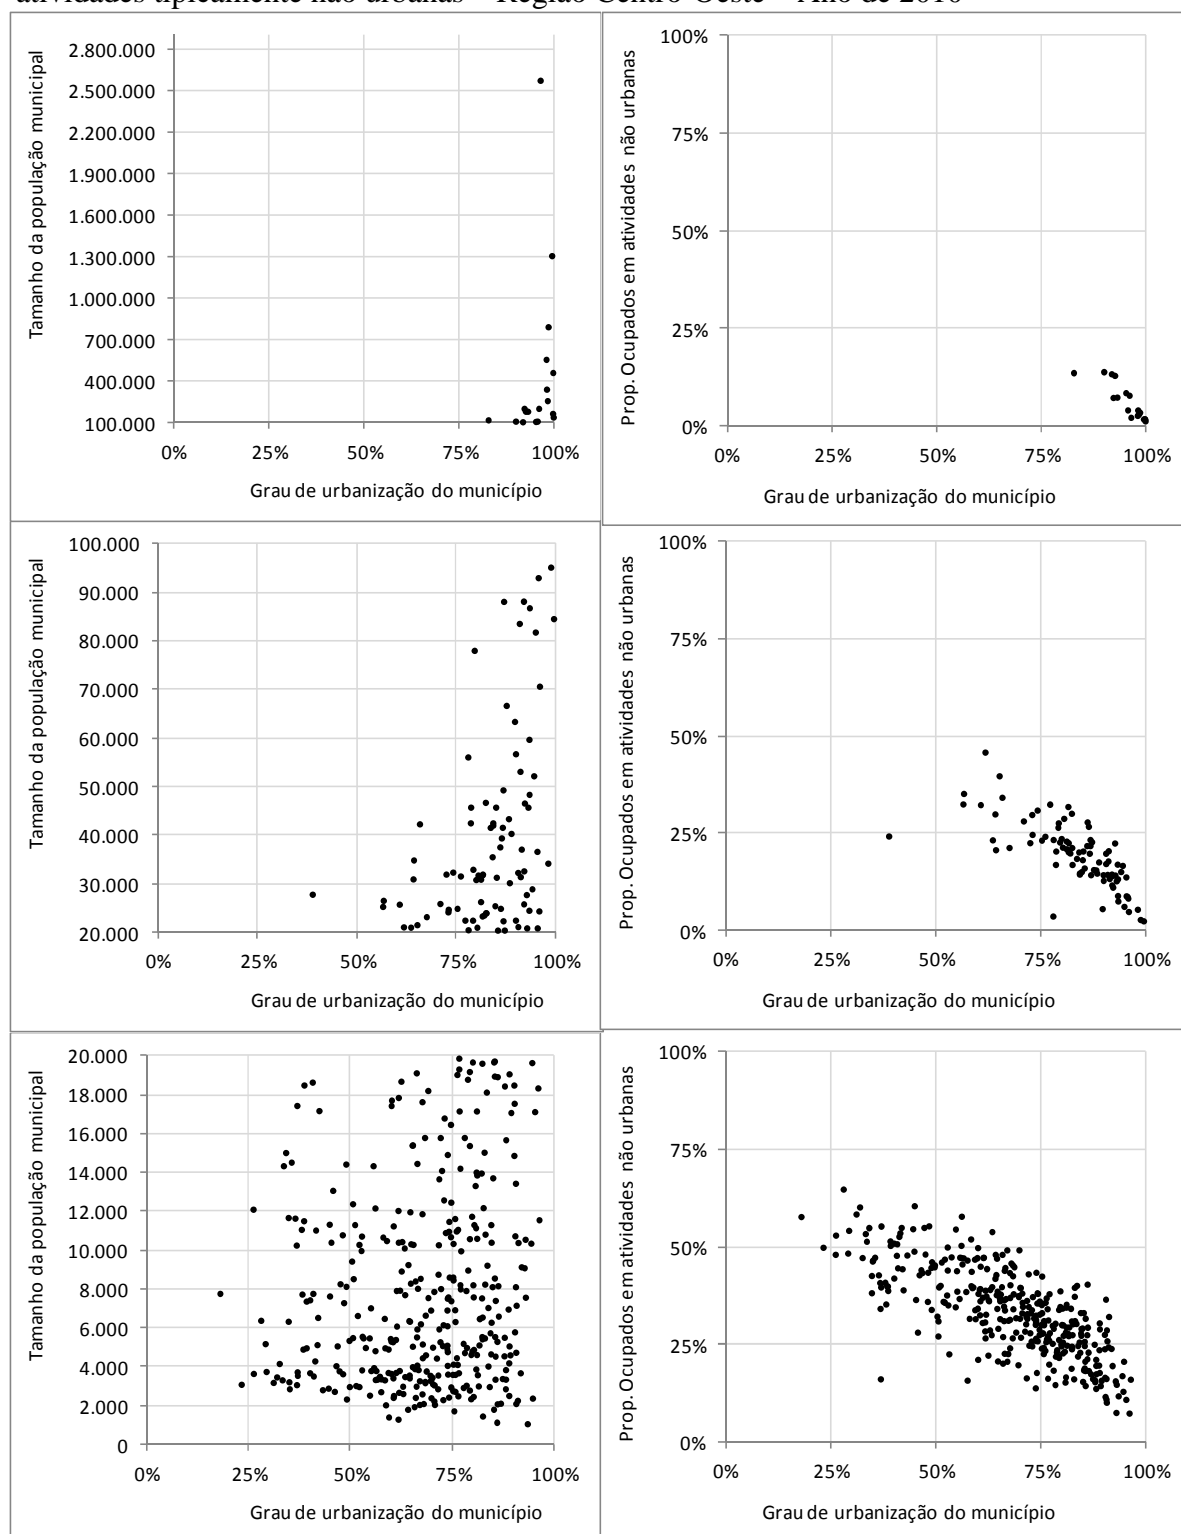 atividades tipicamente não urbanas – Região Centro-Oeste – Ano de 2010
Tamanho da população municipal
2.800.000
2.500.000
2.200.000
1.900.000
1.600.000
1.300.000
1.000.000
700.000
400.000
100.000
0% 25% 50% 75% 100%
Grau de urbanização do município
Prop. Ocupados em atividades não urbanas
100%
75%
50%
25%
0%
0% 25% 50% 75% 100%
Grau de urbanização do município
Tamanho da população municipal
100.000
90.000
80.000
70.000
60.000
50.000
40.000
30.000
20.000
0% 25% 50% 75% 100%
Grau de urbanização do município
Prop. Ocupados em atividades não urbanas
100%
75%
50%
25%
0%
0% 25% 50% 75% 100%
Grau de urbanização do município
Tamanho da população municipal
20.000
18.000
16.000
14.000
12.000
10.000
8.000
6.000
4.000
2.000
0
0% 25% 50% 75% 100%
Grau de urbanização do município
Prop. Ocupados em atividades não urbanas
100%
75%
50%
25%
0%
0% 25% 50% 75% 100%
Grau de urbanização do município